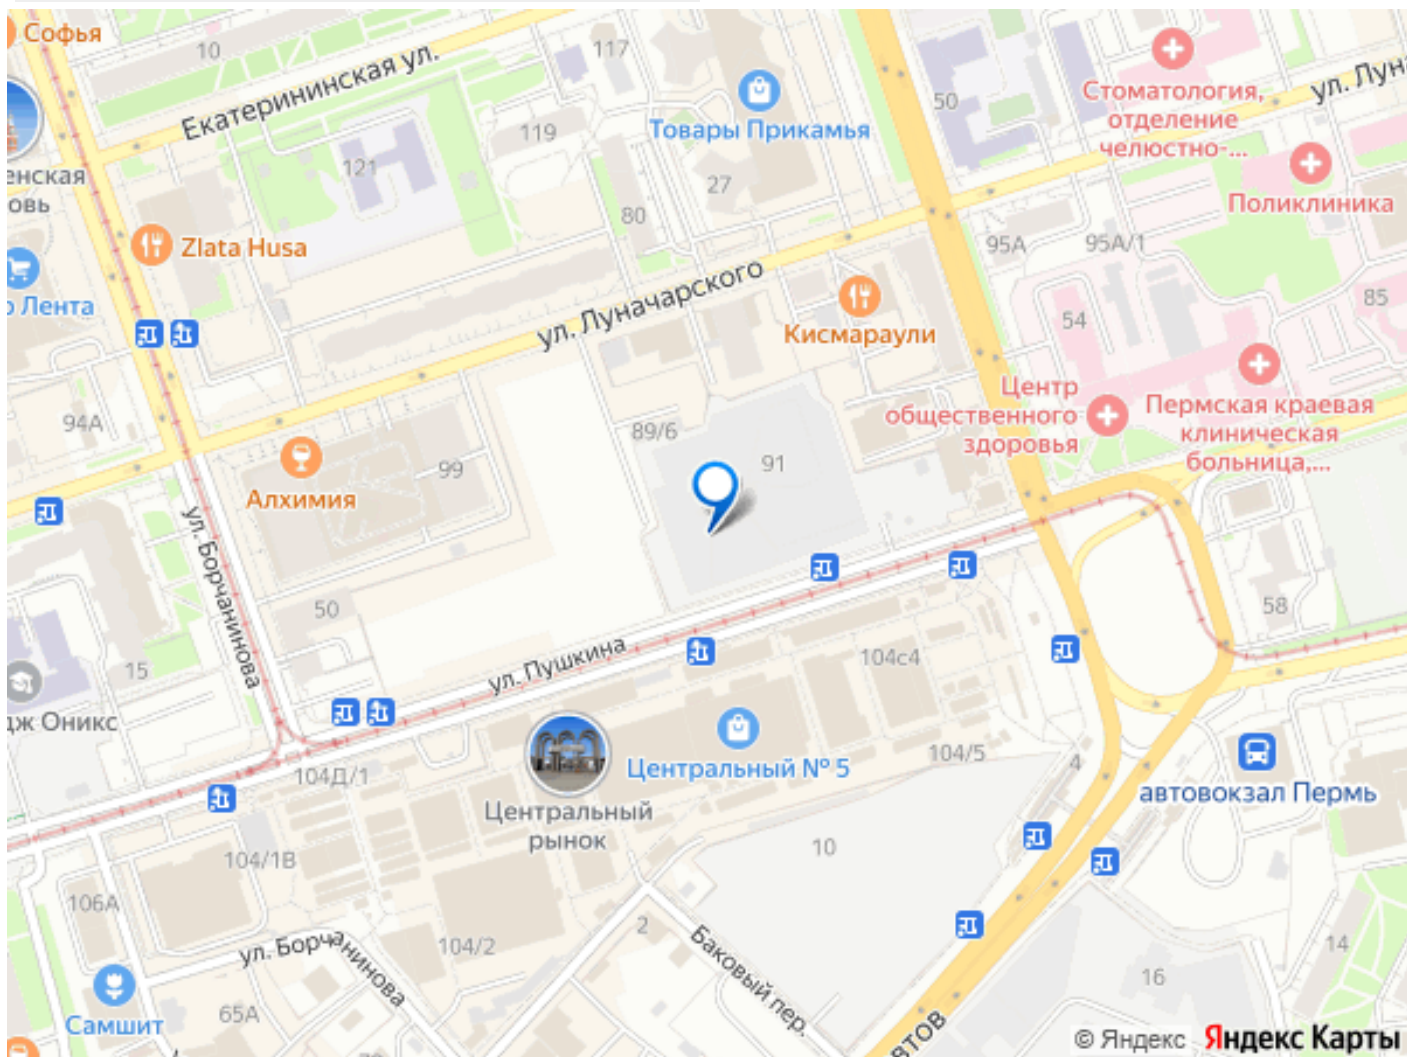 Софья
10
Екатерининская ул.
117
119
121
Товары Прикамья
27
80
50
Стоматология,
отделение
челюстно-...
ул. Луна
Поликлиника
енская
овь
Zlata Husa
о Лента
ул. Луначарского
Кисмараули
95А
95А/1
85
54
Центр
общественного
здоровья
Пермская краевая
клиническая
больница,...
94А
89/6
91
99
Алхимия
ул. Борчанинова
50
15
дж Оникс
ул. Пушкина
104с4
58
104Д/1
Центральный № 5
104/5
4
автовокзал Пермь
Центральный
рынок
10
104/1В
106А
104/2
2
Баковый пер.
14
16
ул. Борчанинова
65А
Самшит
втов
© Яндекс Яндекс Карты